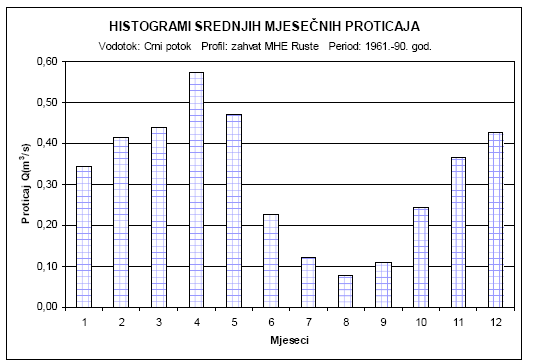 HISTOGRAMI SREDNJIH MJESEČNIH PROTICAJA
Vodotok: Crni potok Profil: zahvat MHE Ruste Period: 1961.-90. god.
0,60
0,50
0,40
0,30
0,20
0,10
0,00
Proticaj Q(m³/s)
1 2 3 4 5 6 7 8 9 10 11 12
Mjeseci